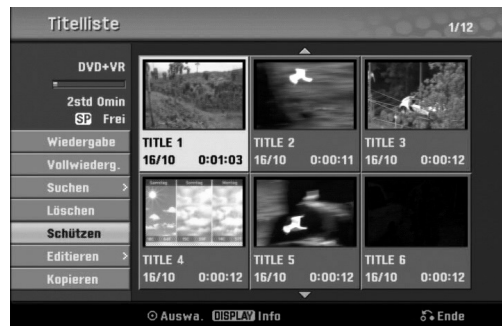 Titelliste
1/12
DVD+VR
2std 0min
SP Frei
Wiedergabe
Vollwiederg.
Suchen >
Löschen
Schützen
Editieren >
Kopieren
TITLE 1
16/10 0:01:03
TITLE 2
16/10 0:00:11
TITLE 3
16/10 0:00:12
Samstag Sonntag Montag
TITLE 4
16/10 0:00:12
TITLE 5
16/10 0:00:12
TITLE 6
16/10 0:00:12
Auswa. DISPLAY Info
Ende